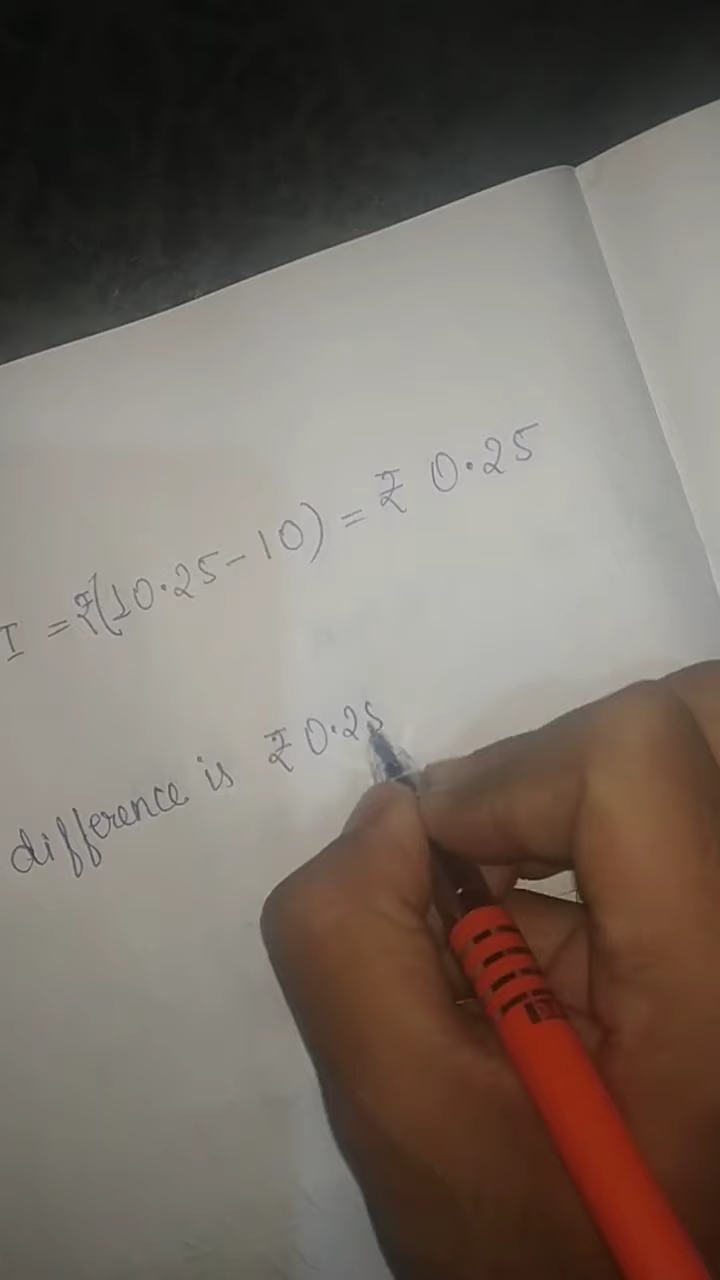 I = ₹(10.25-10) = ₹ 0.25
difference is ₹ 0.25